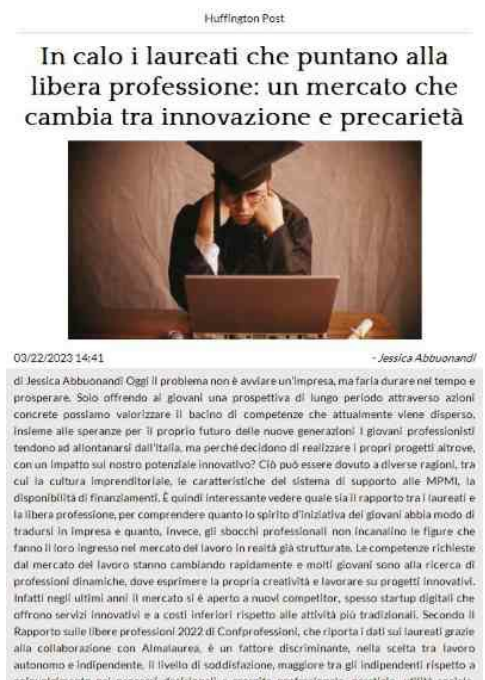 Huffington Post
In calo i laureati che puntano alla
libera professione: un mercato che
cambia tra innovazione e precarietà
03/22/2023 14:41
- Jessica Abbuonandi
di Jessica Abbuonandi Oggi il problema non è avviare un'impresa, ma farla durare nel tempo e
prosperare. Solo offrendo ai giovani una prospettiva di lungo periodo attraverso azioni
concrete possiamo valorizzare il bacino di competenze che attualmente viene disperso,
insieme alle speranze per il proprio futuro delle nuove generazioni I giovani professionisti
tendono ad allontanarsi dall'Italia, ma perché decidono di realizzare i propri progetti altrove,
con un impatto sul nostro potenziale innovativo? Ciò può essere dovuto a diverse ragioni, tra
cui la cultura imprenditoriale, le caratteristiche del sistema di supporto alle MPMI, la
disponibilità di finanziamenti. È quindi interessante vedere quale sia il rapporto tra i laureati e
la libera professione, per comprendere quanto lo spirito d'iniziativa dei giovani abbia modo di
tradursi in impresa e quanto, invece, gli sbocchi professionali non incanalino le figure che
fanno il loro ingresso nel mercato del lavoro in realtà già strutturate. Le competenze richieste
dal mercato del lavoro stanno cambiando rapidamente e molti giovani sono alla ricerca di
professioni dinamiche, dove esprimere la propria creatività e lavorare su progetti innovativi.
Infatti negli ultimi anni il mercato si è aperto a nuovi competitor, spesso startup digitali che
offrono servizi innovativi e a costi inferiori rispetto alle attività più tradizionali. Secondo il
Rapporto sulle libere professioni 2022 di Confprofessioni, che riporta i dati sui laureati grazie
alla collaborazione con Almalaurea, è un fattore discriminante, nella scelta tra lavoro
autonomo e indipendente, il livello di soddisfazione, maggiore tra gli indipendenti rispetto a